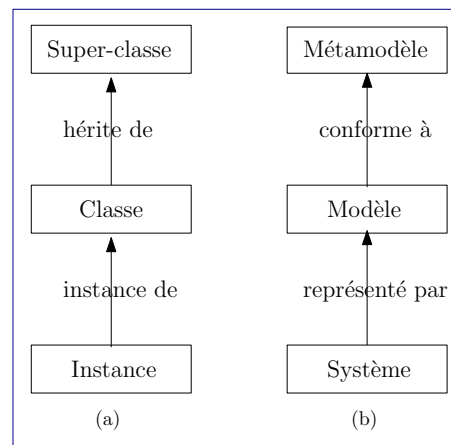 Super-classe
hérite de
Classe
instance de
Instance
(a)
Métamodèle
conforme à
Modèle
représenté par
Système
(b)